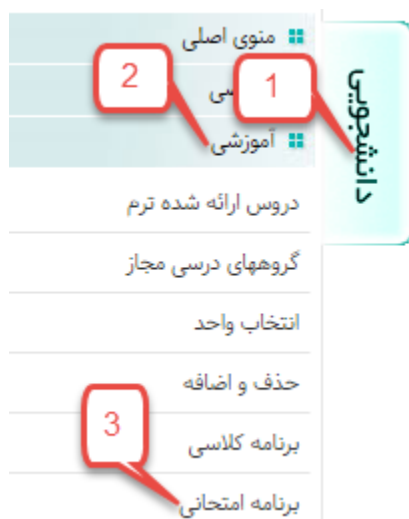 منوی اصلی
2
1
سی
دانشجویی
آموزشی
دروس ارائه شده ترم
گروههای درسی مجاز
انتخاب واحد
حذف و اضافه
3
برنامه کلاسی
برنامه امتحانی